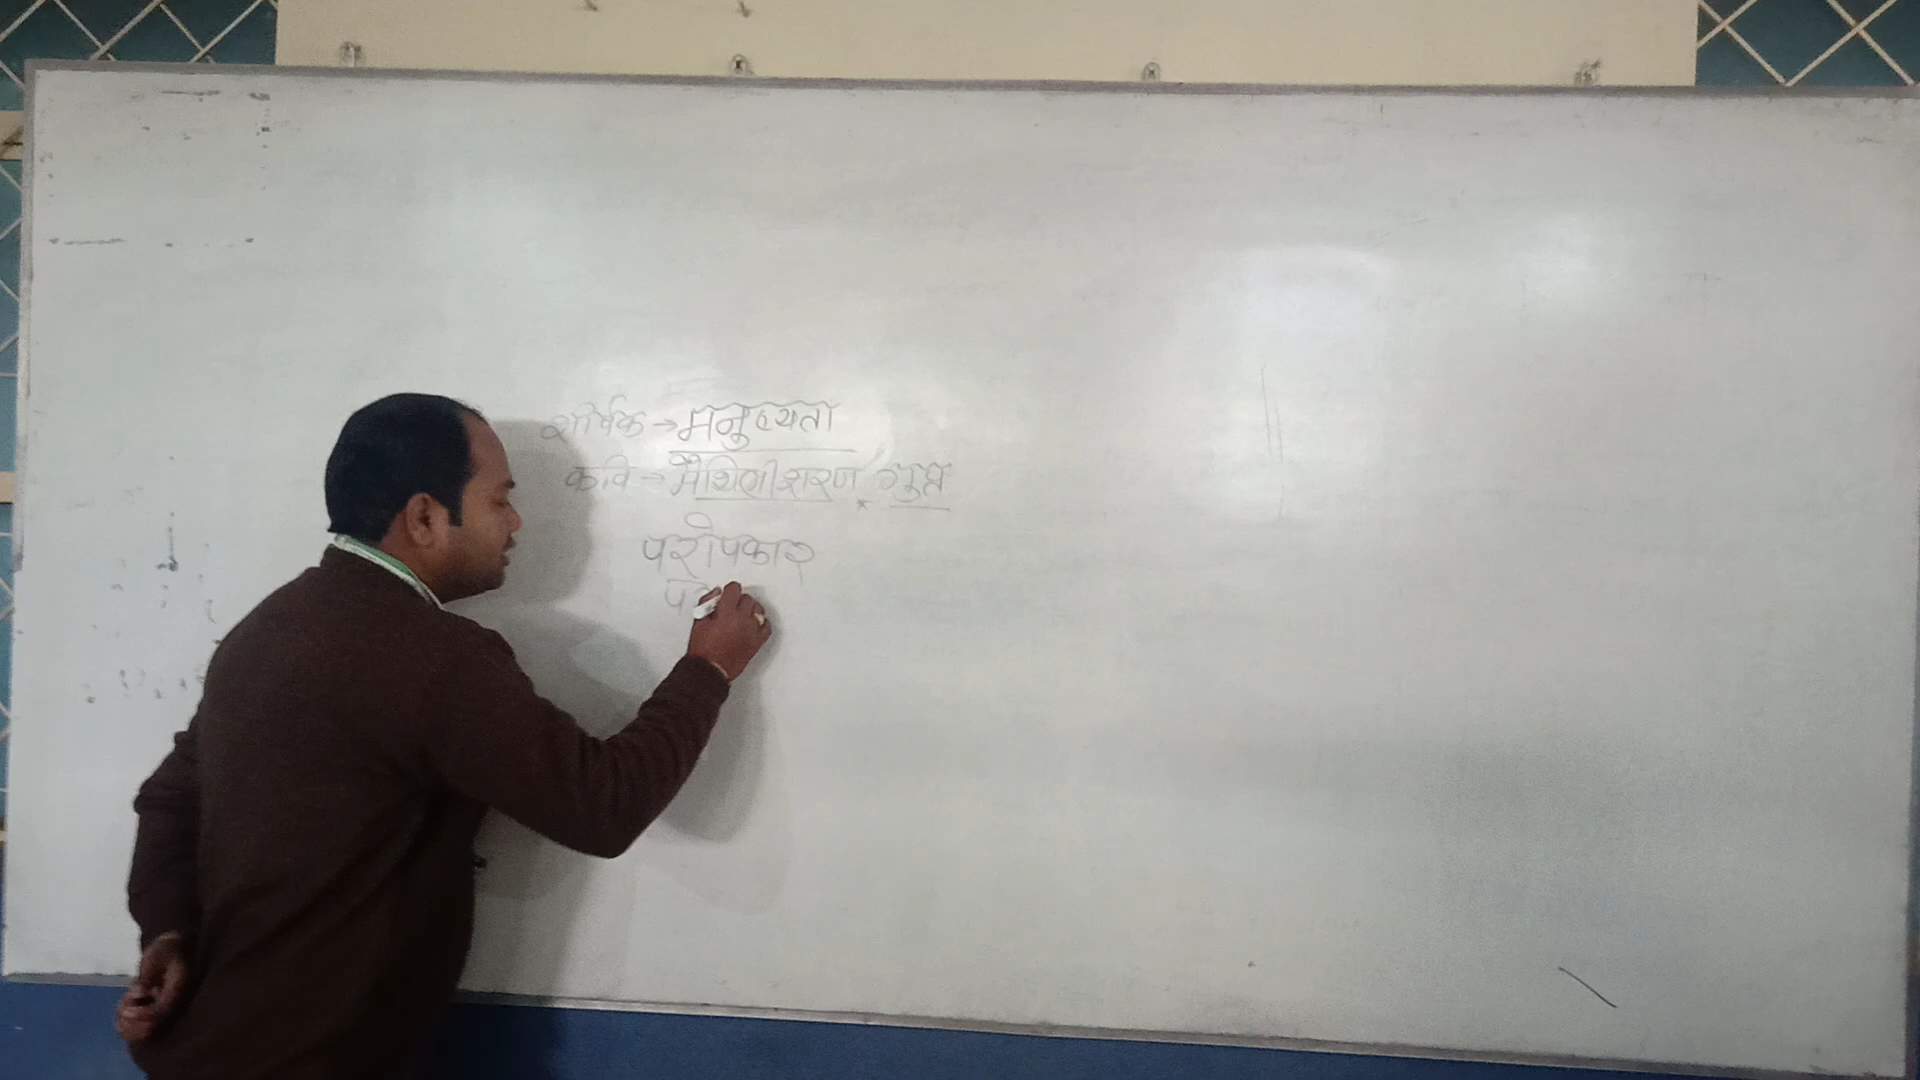 शीर्षक → मनुष्यता
कवि → मैथिलीशरण गुप्त
परोपकार